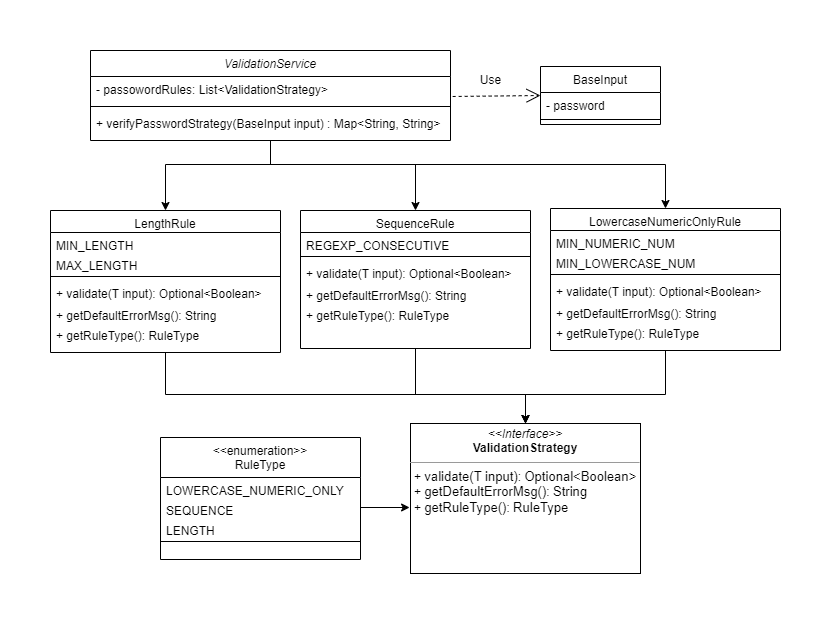 ValidationService
- passowordRules: List<ValidationStrategy>
+ verifyPasswordStrategy(BaseInput input) : Map<String, String>
Use
BaseInput
- password
LengthRule
MIN_LENGTH
MAX_LENGTH
+ validate(T input): Optional<Boolean>
+ getDefaultErrorMsg(): String
+ getRuleType(): RuleType
SequenceRule
REGEXP_CONSECUTIVE
+ validate(T input): Optional<Boolean>
+ getDefaultErrorMsg(): String
+ getRuleType(): RuleType
LowercaseNumericOnlyRule
MIN_NUMERIC_NUM
MIN_LOWERCASE_NUM
+ validate(T input): Optional<Boolean>
+ getDefaultErrorMsg(): String
+ getRuleType(): RuleType
<<enumeration>>
RuleType
LOWERCASE_NUMERIC_ONLY
SEQUENCE
LENGTH
<<Interface>>
ValidationStrategy
+ validate(T input): Optional<Boolean>
+ getDefaultErrorMsg(): String
+ getRuleType(): RuleType